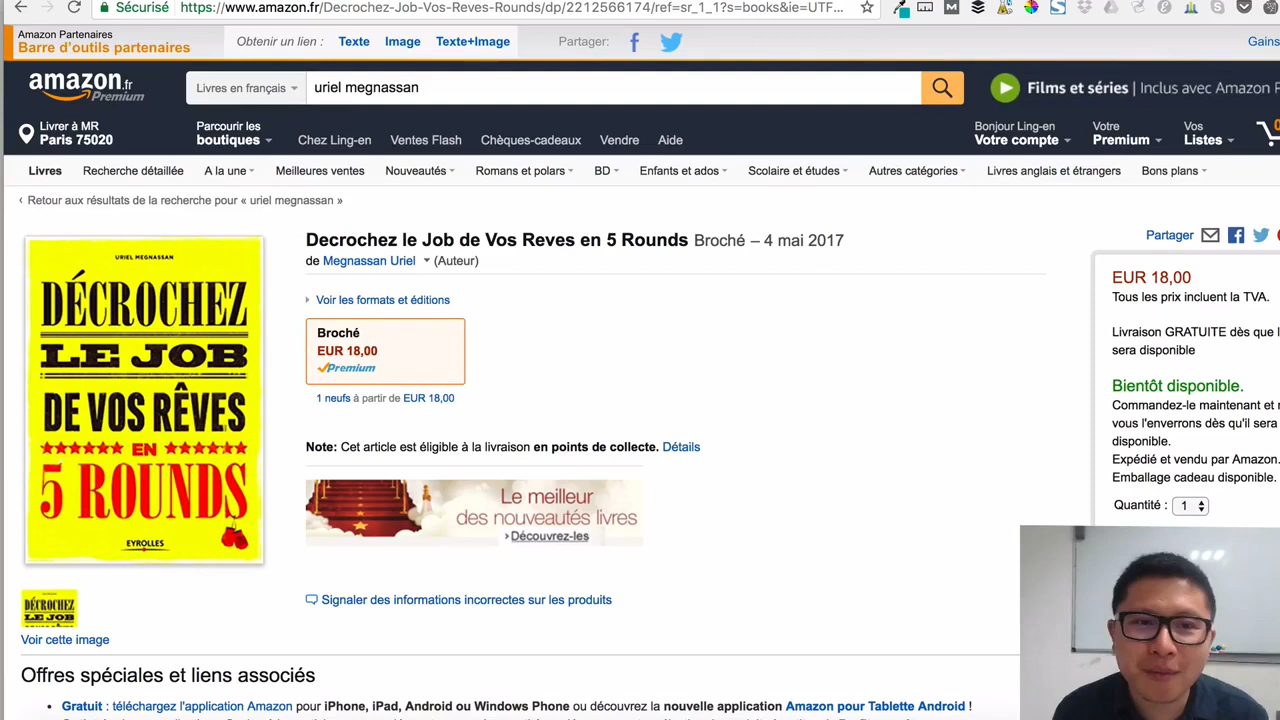 Sécurisé https://www.amazon.fr/Decrochez-Job-Vos-Reves-Rounds/dp/2212566174/ref=sr_1_1?s=books&ie=UTF...
Amazon Partenaires
Barre d'outils partenaires
Obtenir un lien : Texte Image Texte+Image Partager:
Gains
amazon.fr
Premium
Livres en français
uriel megnassan
Films et séries | Inclus avec Amazon P
Livrer à MR
Paris 75020
Parcourir les
boutiques
Chez Ling-en Ventes Flash Chèques-cadeaux Vendre Aide
Bonjour Ling-en
Votre compte
Votre
Premium
Vos
Listes
0
Livres Recherche détaillée A la une Meilleures ventes Nouveautés Romans et polars BD Enfants et ados Scolaire et études Autres catégories Livres anglais et étrangers Bons plans
‹ Retour aux résultats de la recherche pour « uriel megnassan »
URIEL MEGNASSAN
DÉCROCHEZ
LE JOB
DE VOS RÊVES
EN
5 ROUNDS
EYROLLES
DÉCROCHEZ
LE JOB
Voir cette image
Decrochez le Job de Vos Reves en 5 Rounds Broché – 4 mai 2017
de Megnassan Uriel (Auteur)
Voir les formats et éditions
Broché
EUR 18,00
Premium
1 neufs à partir de EUR 18,00
Note: Cet article est éligible à la livraison en points de collecte. Détails
Le meilleur
des nouveautés livres
›Découvrez-les
Signaler des informations incorrectes sur les produits
Partager
EUR 18,00
Tous les prix incluent la TVA.
Livraison GRATUITE dès que l
sera disponible
Bientôt disponible.
Commandez-le maintenant et n
vous l'enverrons dès qu'il sera
disponible.
Expédié et vendu par Amazon.
Emballage cadeau disponible.
Quantité : 1
Offres spéciales et liens associés
• Gratuit : téléchargez l'application Amazon pour iPhone, iPad, Android ou Windows Phone ou découvrez la nouvelle application Amazon pour Tablette Android !